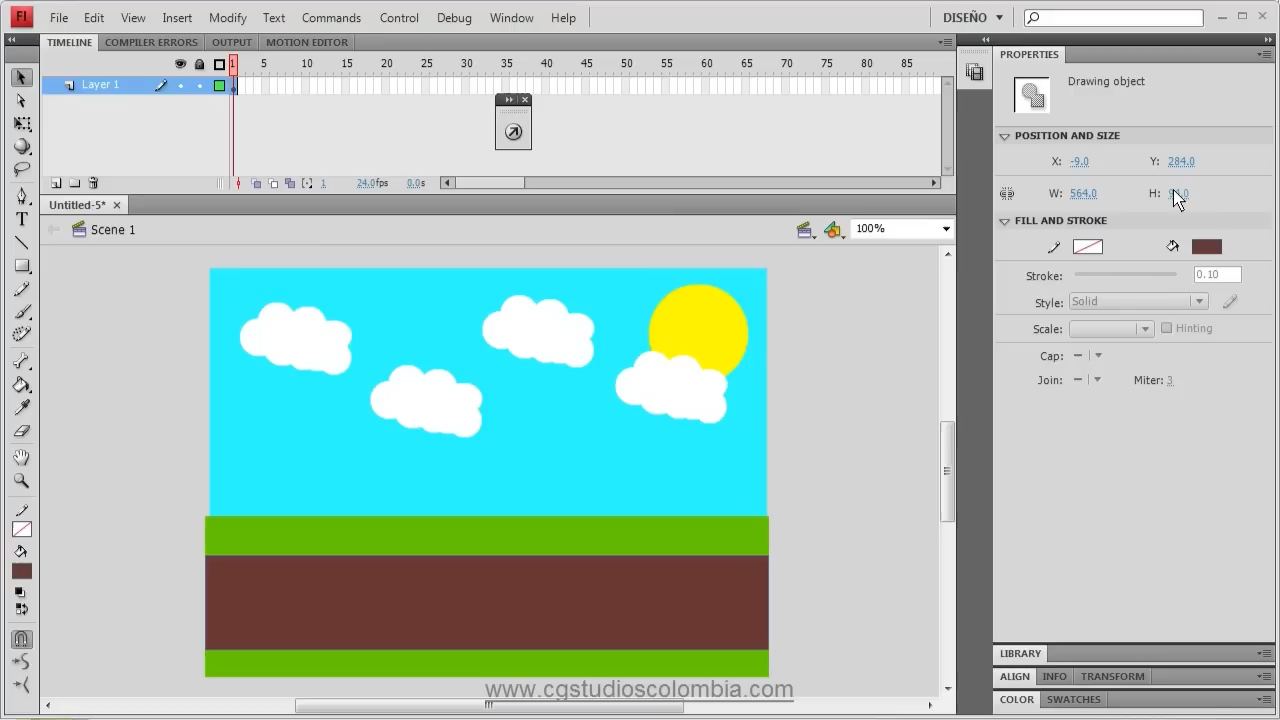 Fl File Edit View Insert Modify Text Commands Control Debug Window Help DISEÑO
TIMELINE COMPILER ERRORS OUTPUT MOTION EDITOR
1 5 10 15 20 25 30 35 40 45 50 55 60 65 70 75 80 85
Layer 1
1 24.0fps 0.0s
Untitled-5*
Scene 1 100%
PROPERTIES
Drawing object
POSITION AND SIZE
X: -9.0 Y: 284.0
W: 564.0 H:
FILL AND STROKE
Stroke: 0.10
Style: Solid
Scale: Hinting
Cap:
Join: Miter: 3
LIBRARY
ALIGN INFO TRANSFORM
COLOR SWATCHES
www.cgstudioscolombia.com